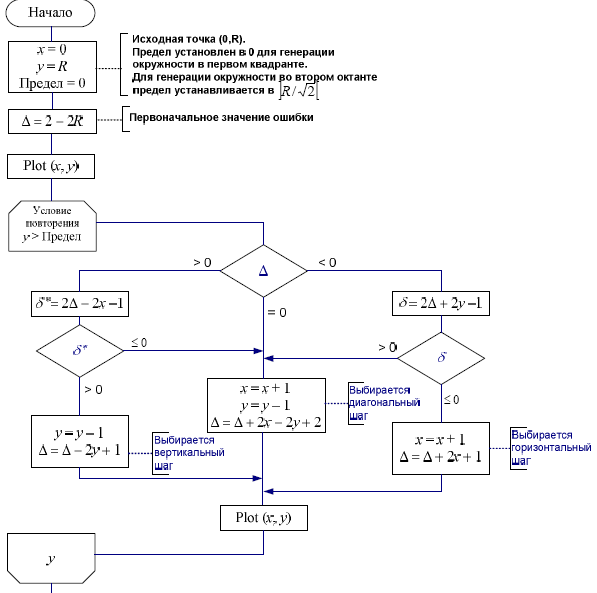 Начало
x = 0
y = R
Предел = 0
Исходная точка (0,R).
Предел установлен в 0 для генерации
окружности в первом квадранте.
Для генерации окружности во втором октанте
предел устанавливается в ]R/√2[
Δ = 2 − 2R
Первоначальное значение ошибки
Plot (x, y)
Условие
повторения
y > Предел
> 0
Δ
< 0
= 0
δ* = 2Δ − 2x − 1
δ = 2Δ + 2y − 1
δ*
≤ 0
> 0
δ
> 0
≤ 0
x = x + 1
y = y − 1
Δ = Δ + 2x − 2y + 2
Выбирается
диагональный
шаг
y = y − 1
Δ = Δ − 2y + 1
Выбирается
вертикальный
шаг
x = x + 1
Δ = Δ + 2x + 1
Выбирается
горизонтальный
шаг
Plot (x, y)
y